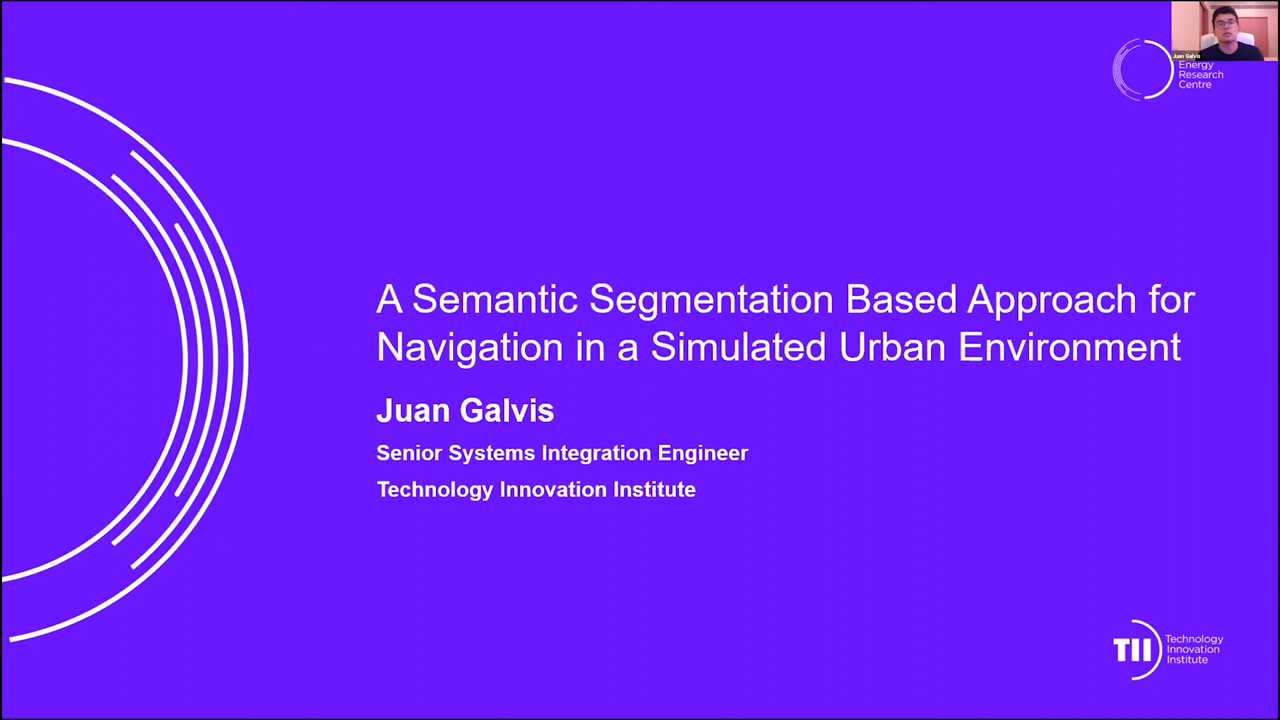 Juan Galvis
Energy
Research
Centre
A Semantic Segmentation Based Approach for
Navigation in a Simulated Urban Environment
Juan Galvis
Senior Systems Integration Engineer
Technology Innovation Institute
TII
Technology
Innovation
Institute